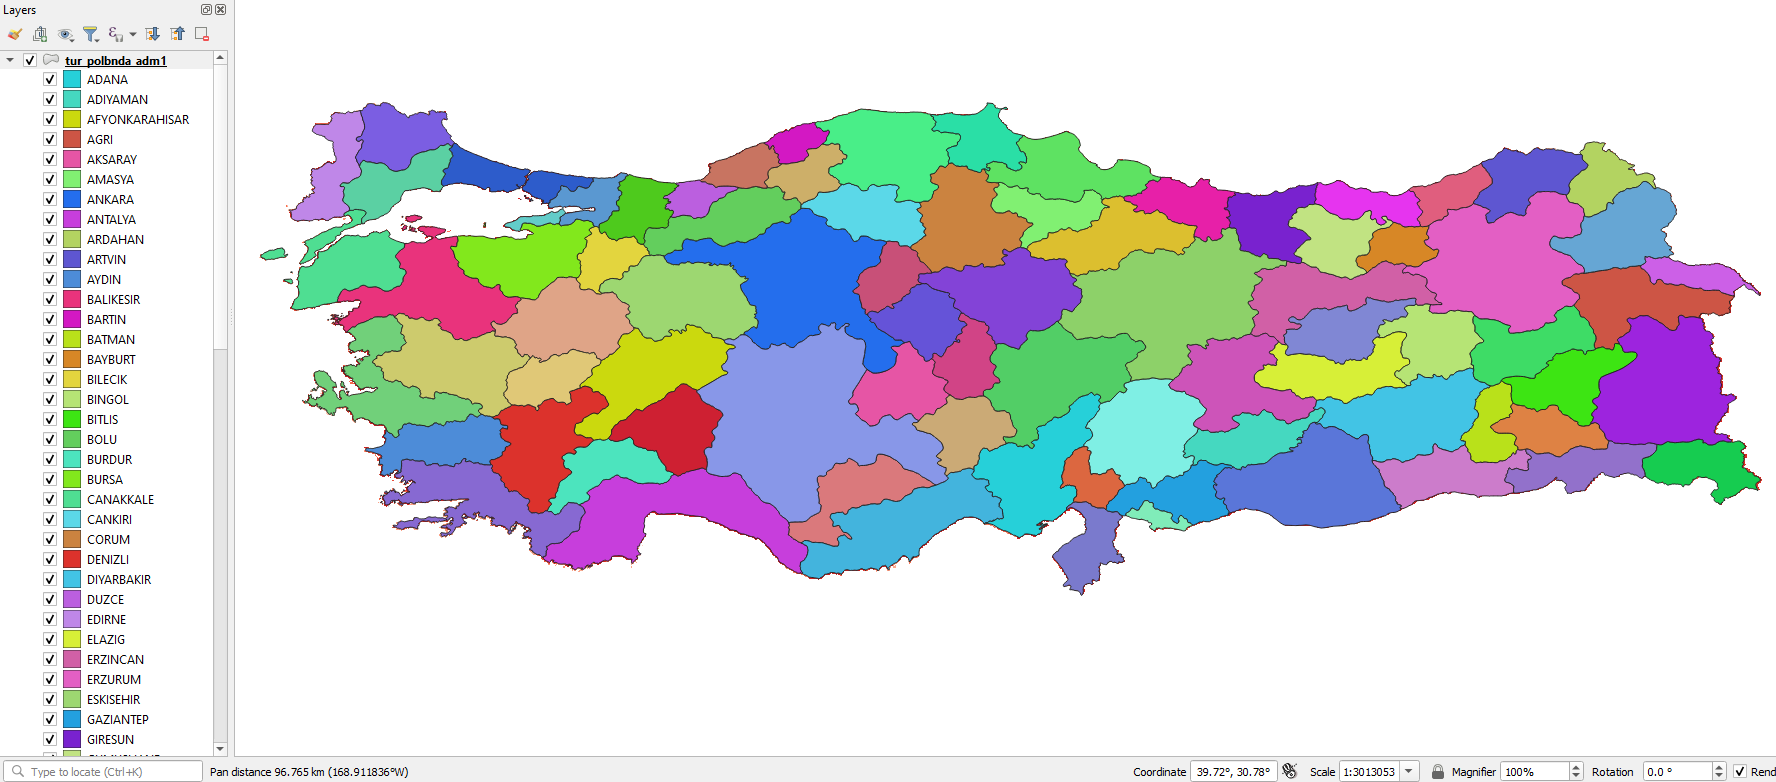 Layers
tur_polbnda_adm1
ADANA
ADIYAMAN
AFYONKARAHISAR
AGRI
AKSARAY
AMASYA
ANKARA
ANTALYA
ARDAHAN
ARTVIN
AYDIN
BALIKESIR
BARTIN
BATMAN
BAYBURT
BILECIK
BINGOL
BITLIS
BOLU
BURDUR
BURSA
CANAKKALE
CANKIRI
CORUM
DENIZLI
DIYARBAKIR
DUZCE
EDIRNE
ELAZIG
ERZINCAN
ERZURUM
ESKISEHIR
GAZIANTEP
GIRESUN
Type to locate (Ctrl+K) Pan distance 96.765 km (168.911836°W) Coordinate 39.72°, 30.78° Scale 1:3013053 Magnifier 100% Rotation 0.0 ° Rend